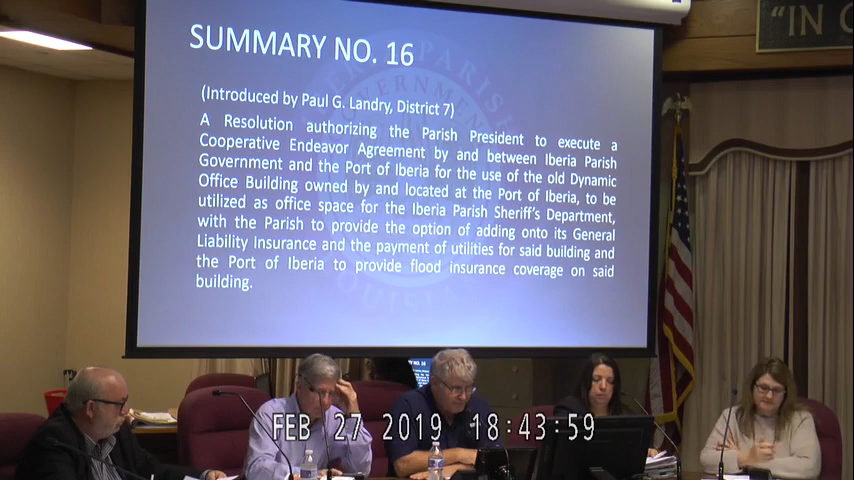 "IN
SUMMARY NO. 16
(Introduced by Paul G. Landry, District 7)
A Resolution authorizing the Parish President to execute a
Cooperative Endeavor Agreement by and between Iberia Parish
Government and the Port of Iberia for the use of the old Dynamic
Office Building owned by and located at the Port of Iberia, to be
utilized as office space for the Iberia Parish Sheriff's Department,
with the Parish to provide the option of adding onto its General
Liability Insurance and the payment of utilities for said building and
the Port of Iberia to provide flood insurance coverage on said
building.
FEB 27 2019 18:43:59